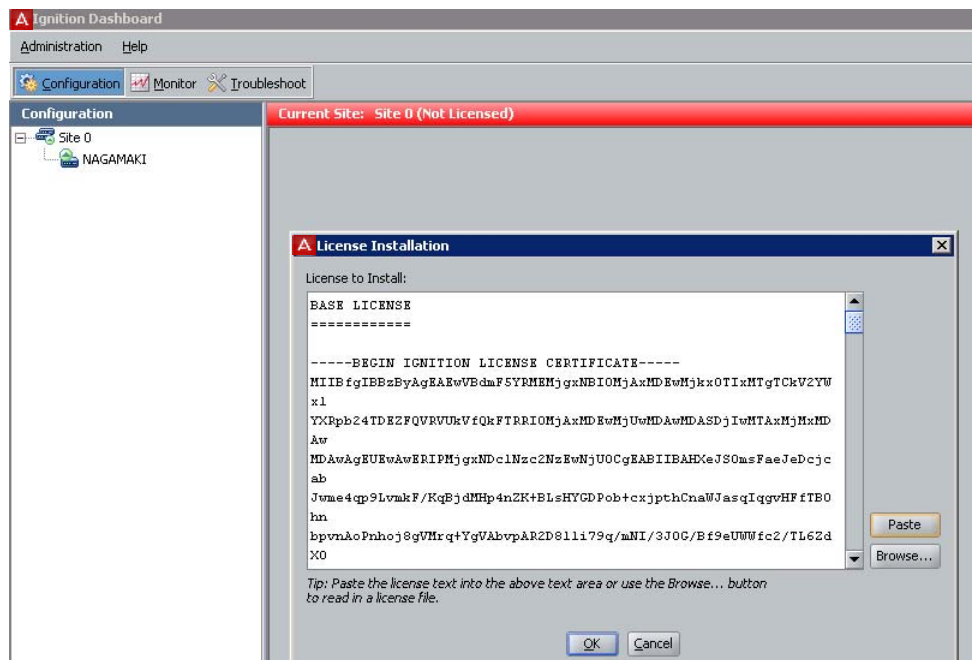 Ignition Dashboard
Administration Help
Configuration Monitor Troubleshoot
Configuration
Current Site: Site 0 (Not Licensed)
Site 0
NAGAMAKI
License Installation
License to Install:
BASE LICENSE
============
-----BEGIN IGNITION LICENSE CERTIFICATE-----
MIIBfgIBBzByAgEAEwVBdmF5YRMEMjgxNBIOMjAxMDEwMjkxOTIxMTgTCkV2YW
xl
YXRpb24TDEZFQVRVUkVfQkFTRRIOMjAxMDEwMjUwMDAwMDASDjIwMTAxMjMxMD
Aw
MDAwAgEUEwAwERIPMjgxNDclNzc2NzEwNjU0CgEABIIBAHXeJS0msFaeJeDcjc
ab
Jwme4qp9LvmkF/KqBjdMHp4nZK+BLsHYGDPob+cxjpthCnaWJasqIqgvHFfTB0
hn
bpvnAoPnhoj8gVMrq+YgVAbvpAR2D81li79q/mNI/3J0G/Bf9eUWWfc2/TL6Zd
X0
Paste
Browse...
Tip: Paste the license text into the above text area or use the Browse... button
to read in a license file.
OK Cancel